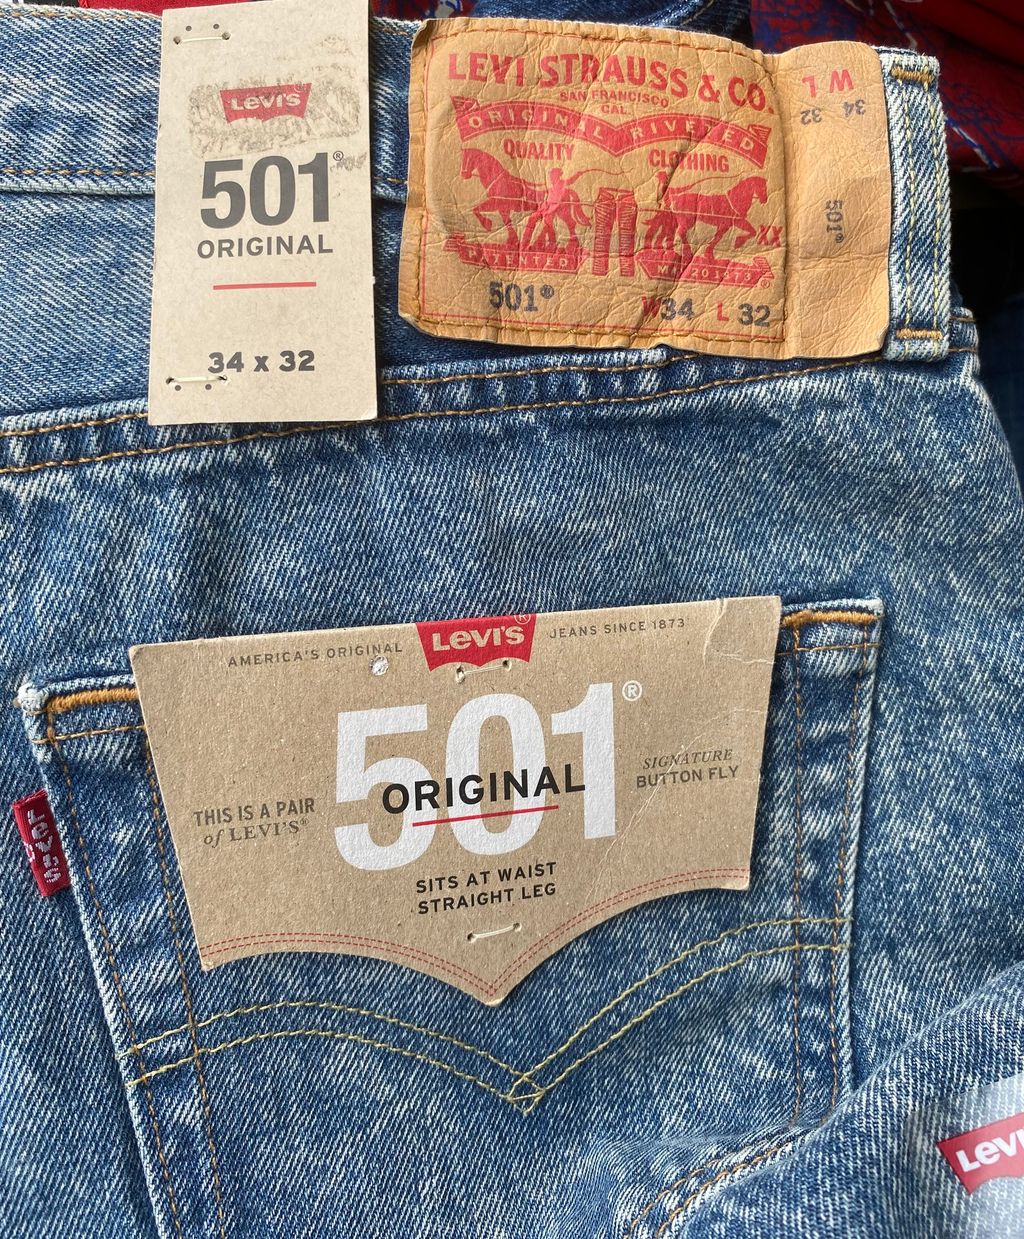 LEVI'S
501®
ORIGINAL
34 x 32
LEVI STRAUSS & CO.
SAN FRANCISCO
CAL.
ORIGINAL RIVETED
QUALITY CLOTHING
XX
PATENTED
501®
W34 L 32
W L
34 32
501®
AMERICA'S ORIGINAL
LEVI'S®
JEANS SINCE 1873
501®
ORIGINAL
THIS IS A PAIR
of LEVI'S®
SIGNATURE
BUTTON FLY
SITS AT WAIST
STRAIGHT LEG
LEVI'S